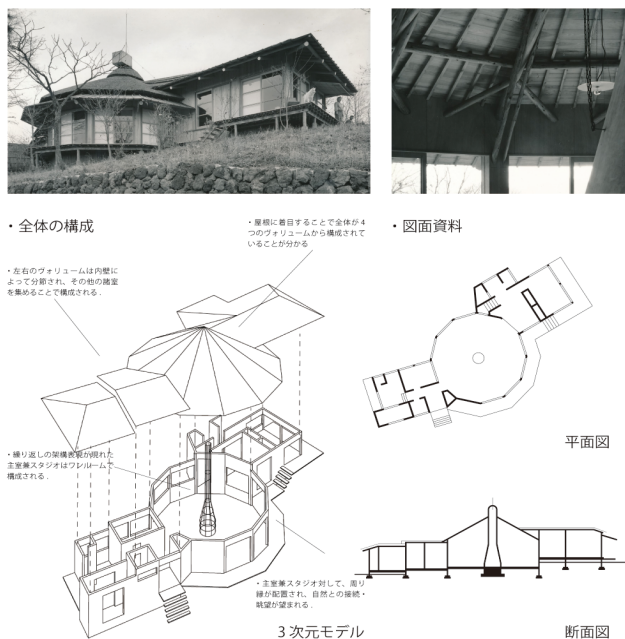 ・全体の構成
・屋根に着目することで全体が４
つのヴォリュームから構成されて
いることが分かる
・図面資料
・左右のヴォリュームは内壁に
よって分節され、その他の諸室
を集めることで構成される．
平面図
・繰り返しの架構表現が現れた
主室兼スタジオはワンルームで
構成される．
・主室兼スタジオ対して、周り
縁が配置され、自然との接続・
眺望が望まれる．
３次元モデル
断面図